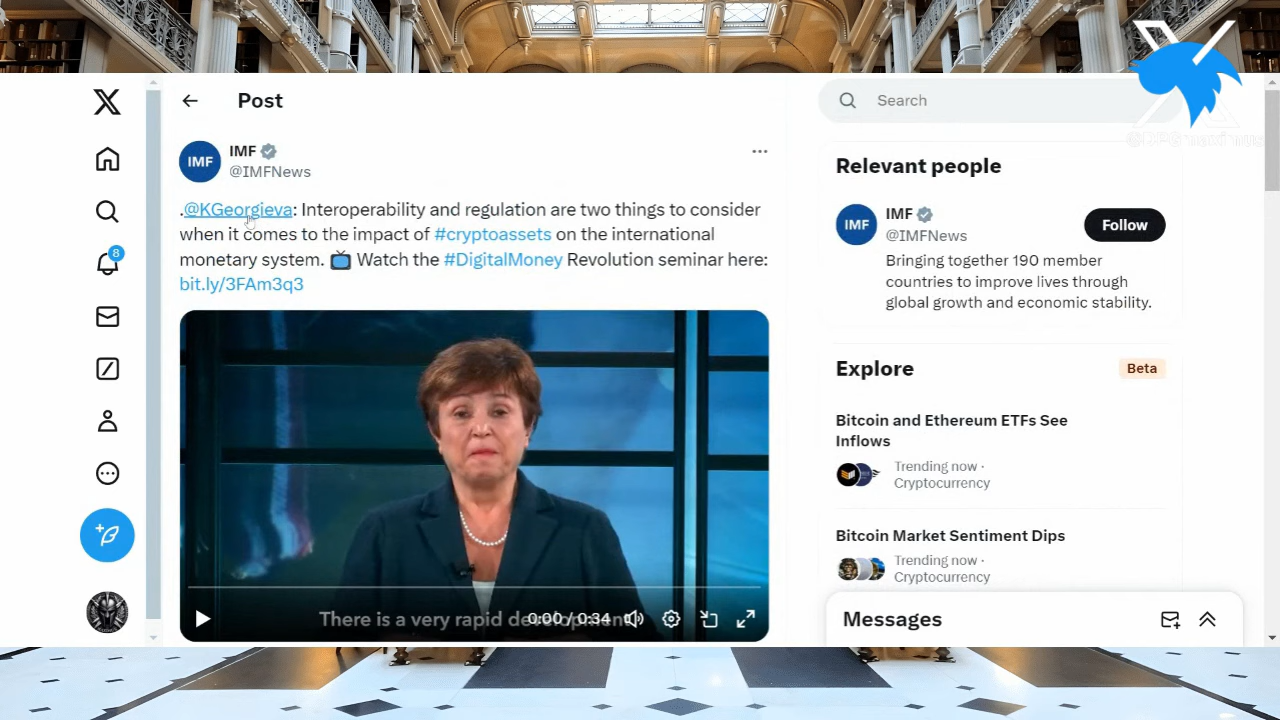 Post
Search
IMF
IMF
@IMFNews
.@KGeorgieva: Interoperability and regulation are two things to consider
when it comes to the impact of #cryptoassets on the international
monetary system. Watch the #DigitalMoney Revolution seminar here:
bit.ly/3FAm3q3
There is a very rapid
0:00 / 0:34
8
Relevant people
IMF
IMF
@IMFNews
Follow
Bringing together 190 member
countries to improve lives through
global growth and economic stability.
Explore
Beta
Bitcoin and Ethereum ETFs See
Inflows
Trending now ·
Cryptocurrency
Bitcoin Market Sentiment Dips
Trending now ·
Cryptocurrency
Messages